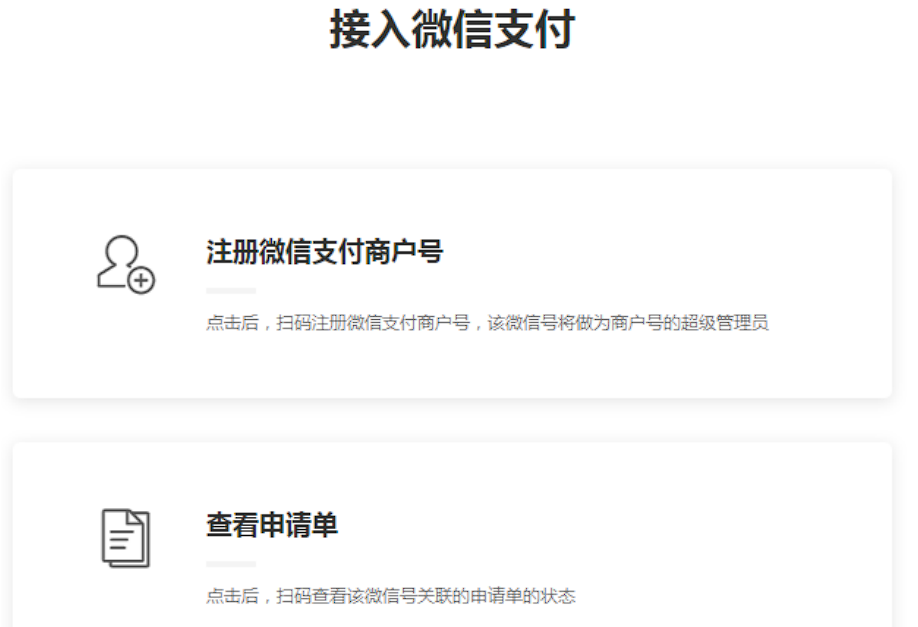 接入微信支付
注册微信支付商户号
点击后，扫码注册微信支付商户号，该微信号将做为商户号的超级管理员
查看申请单
点击后，扫码查看该微信号关联的申请单的状态